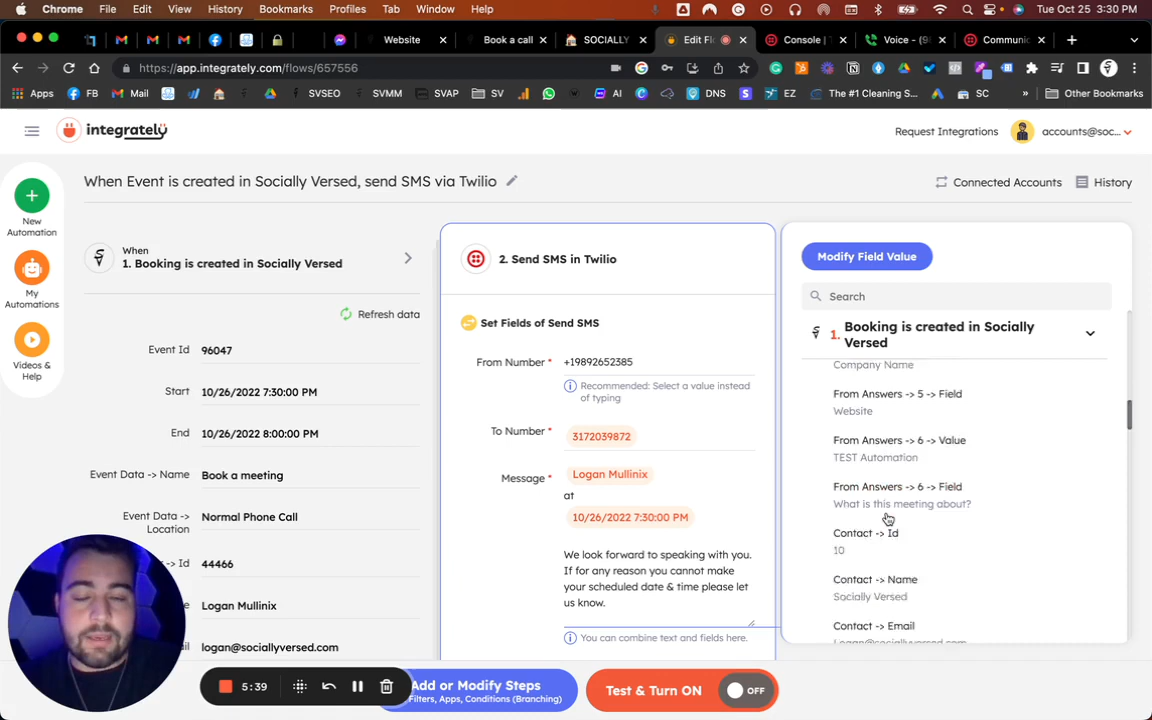 Chrome File Edit View History Bookmarks Profiles Tab Window Help Tue Oct 25 3:30 PM
Website Book a call SOCIALLY Edit Fl Console | T Voice - (98 Communic
https://app.integrately.com/flows/657556
Apps FB Mail SVSEO SVMM SVAP SV AI DNS EZ The #1 Cleaning S... SC » Other Bookmarks
integrately Request Integrations accounts@soc...
When Event is created in Socially Versed, send SMS via Twilio Connected Accounts History
New
Automation
My
Automations
Videos &
Help
When
1. Booking is created in Socially Versed
Refresh data
Event Id 96047
Start 10/26/2022 7:30:00 PM
End 10/26/2022 8:00:00 PM
Event Data -> Name Book a meeting
Event Data ->
Location Normal Phone Call
-> Id 44466
Logan Mullinix
logan@sociallyversed.com
2. Send SMS in Twilio
Set Fields of Send SMS
From Number * +19892652385
Recommended: Select a value instead
of typing
To Number * 3172039872
Message * Logan Mullinix
at
10/26/2022 7:30:00 PM
We look forward to speaking with you.
If for any reason you cannot make
your scheduled date & time please let
us know.
You can combine text and fields here.
Modify Field Value
Search
1. Booking is created in Socially
Versed
Company Name
From Answers -> 5 -> Field
Website
From Answers -> 6 -> Value
TEST Automation
From Answers -> 6 -> Field
What is this meeting about?
Contact -> Id
10
Contact -> Name
Socially Versed
Contact -> Email
Logan@sociallyversed.com
5:39
Add or Modify Steps
Filters, Apps, Conditions (Branching)
Test & Turn ON OFF